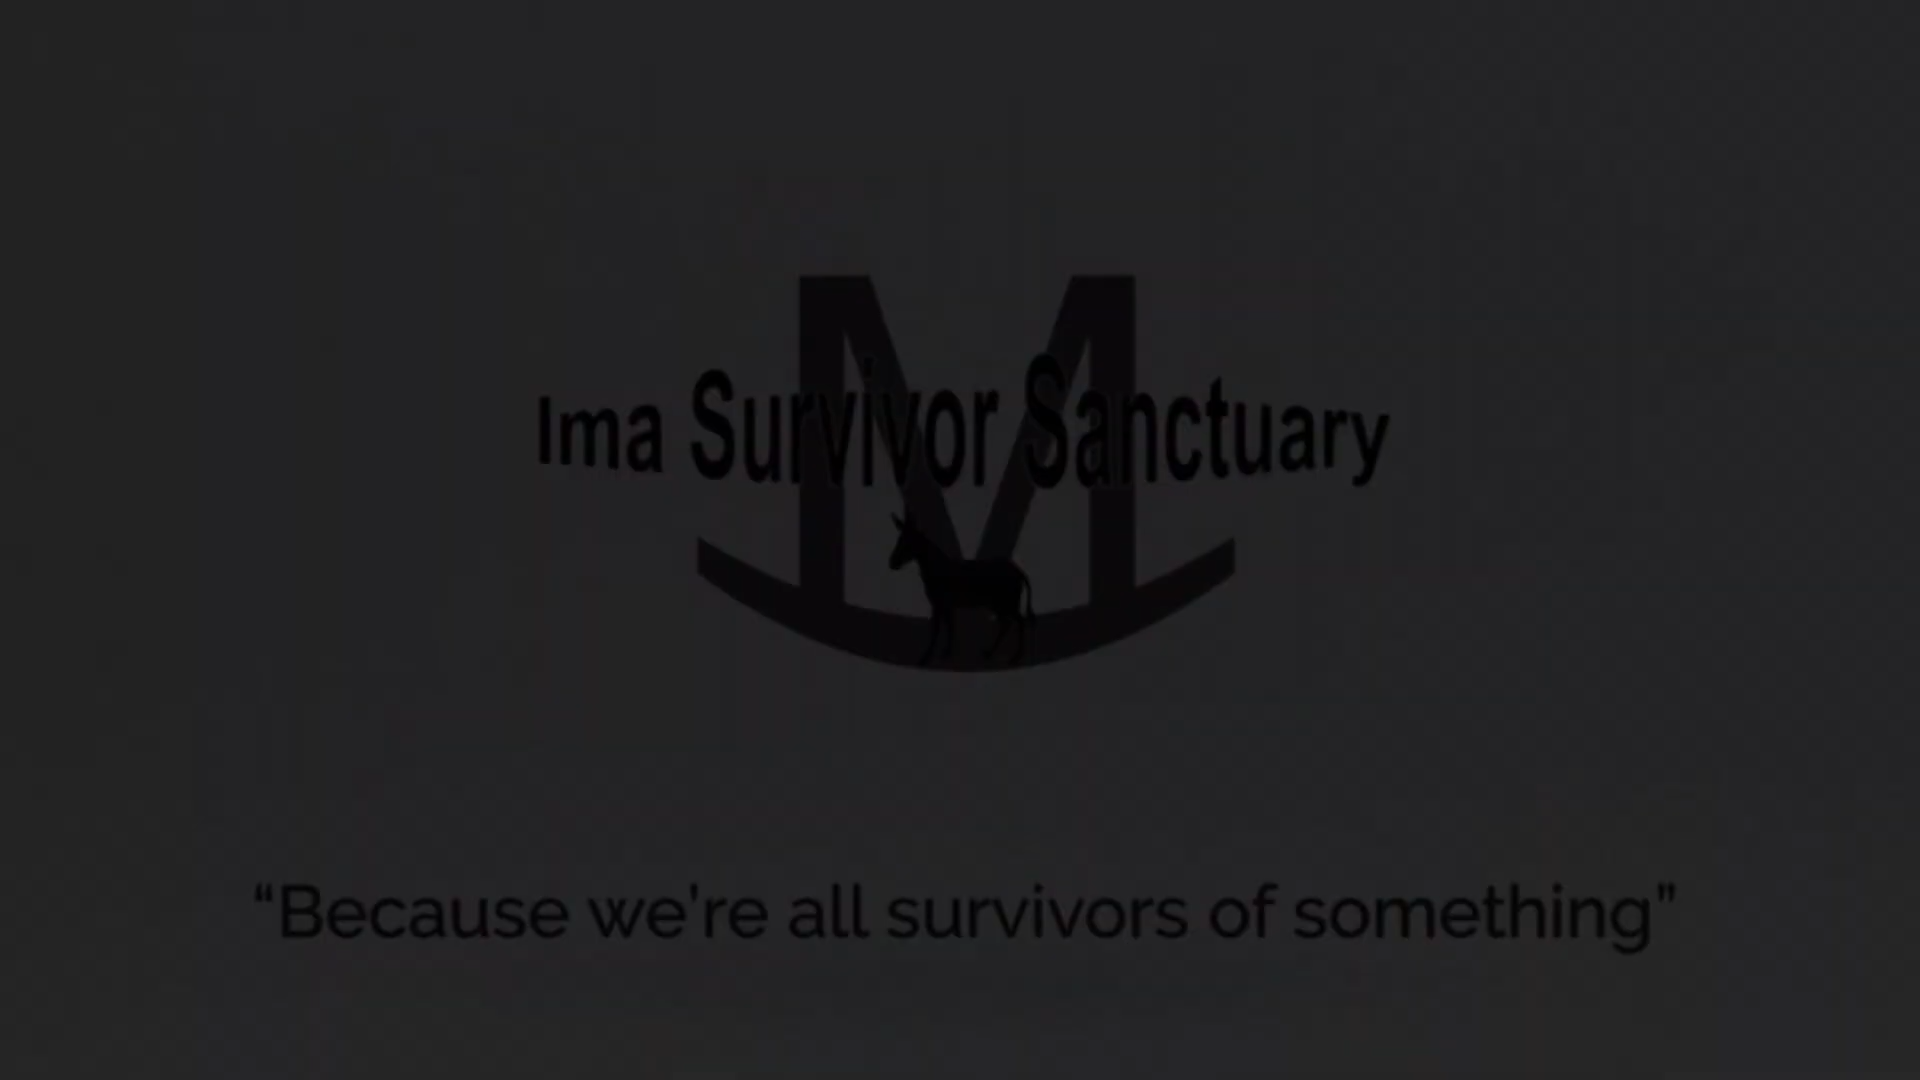 M
Ima Survivor Sanctuary
“Because we're all survivors of something”